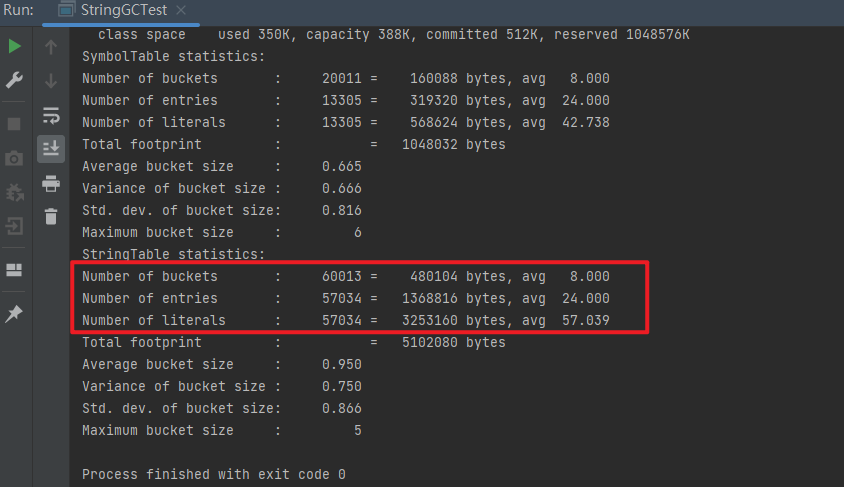 Run: StringGCTest
class space    used 350K, capacity 388K, committed 512K, reserved 1048576K
SymbolTable statistics:
Number of buckets       :     20011 =    160088 bytes, avg   8.000
Number of entries       :     13305 =    319320 bytes, avg  24.000
Number of literals      :     13305 =    568624 bytes, avg  42.738
Total footprint         :           =   1048032 bytes
Average bucket size     :     0.665
Variance of bucket size :     0.666
Std. dev. of bucket size:     0.816
Maximum bucket size     :         6
StringTable statistics:
Number of buckets       :     60013 =    480104 bytes, avg   8.000
Number of entries       :     57034 =   1368816 bytes, avg  24.000
Number of literals      :     57034 =   3253160 bytes, avg  57.039
Total footprint         :           =   5102080 bytes
Average bucket size     :     0.950
Variance of bucket size :     0.750
Std. dev. of bucket size:     0.866
Maximum bucket size     :         5
Process finished with exit code 0